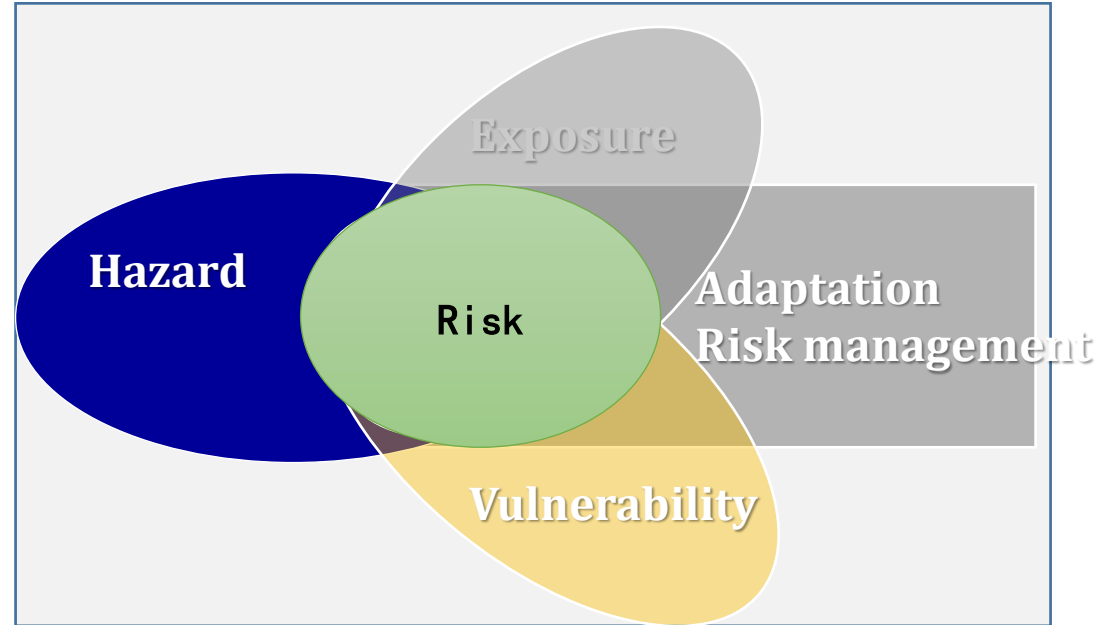 Exposure
Hazard
Risk
Adaptation
Risk management
Vulnerability